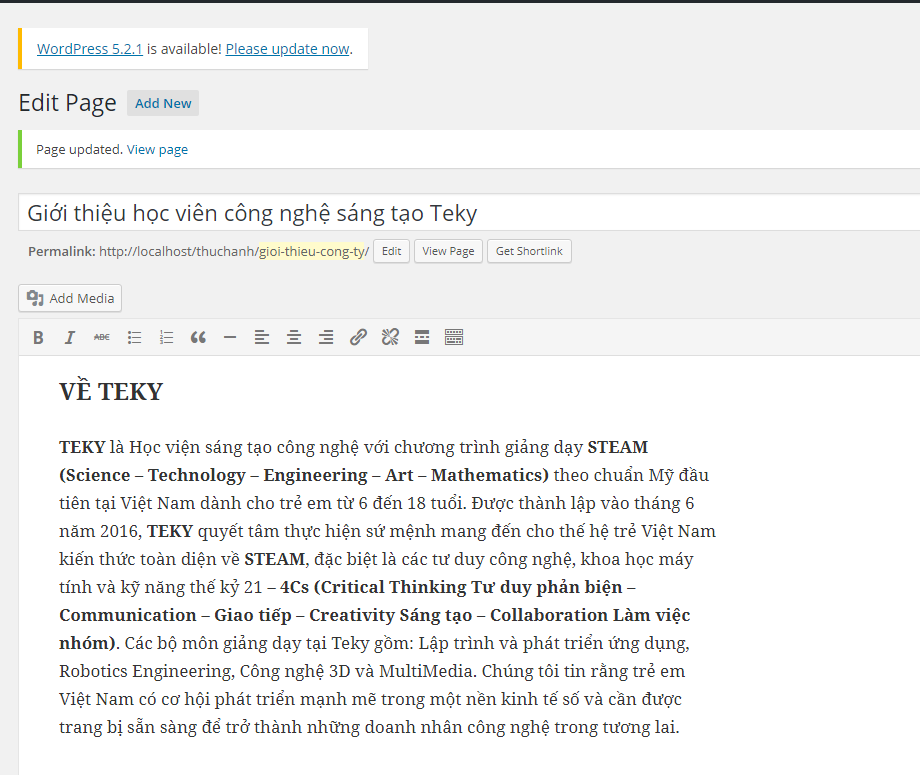 WordPress 5.2.1 is available! Please update now.
Edit Page Add New
Page updated. View page
Giới thiệu học viên công nghệ sáng tạo Teky
Permalink: http://localhost/thuchanh/gioi-thieu-cong-ty/ Edit View Page Get Shortlink
Add Media
B I ABC
VỀ TEKY
TEKY là Học viện sáng tạo công nghệ với chương trình giảng dạy STEAM
(Science – Technology – Engineering – Art – Mathematics) theo chuẩn Mỹ đầu
tiên tại Việt Nam dành cho trẻ em từ 6 đến 18 tuổi. Được thành lập vào tháng 6
năm 2016, TEKY quyết tâm thực hiện sứ mệnh mang đến cho thế hệ trẻ Việt Nam
kiến thức toàn diện về STEAM, đặc biệt là các tư duy công nghệ, khoa học máy
tính và kỹ năng thế kỷ 21 – 4Cs (Critical Thinking Tư duy phản biện –
Communication – Giao tiếp – Creativity Sáng tạo – Collaboration Làm việc
nhóm). Các bộ môn giảng dạy tại Teky gồm: Lập trình và phát triển ứng dụng,
Robotics Engineering, Công nghệ 3D và MultiMedia. Chúng tôi tin rằng trẻ em
Việt Nam có cơ hội phát triển mạnh mẽ trong một nền kinh tế số và cần được
trang bị sẵn sàng để trở thành những doanh nhân công nghệ trong tương lai.